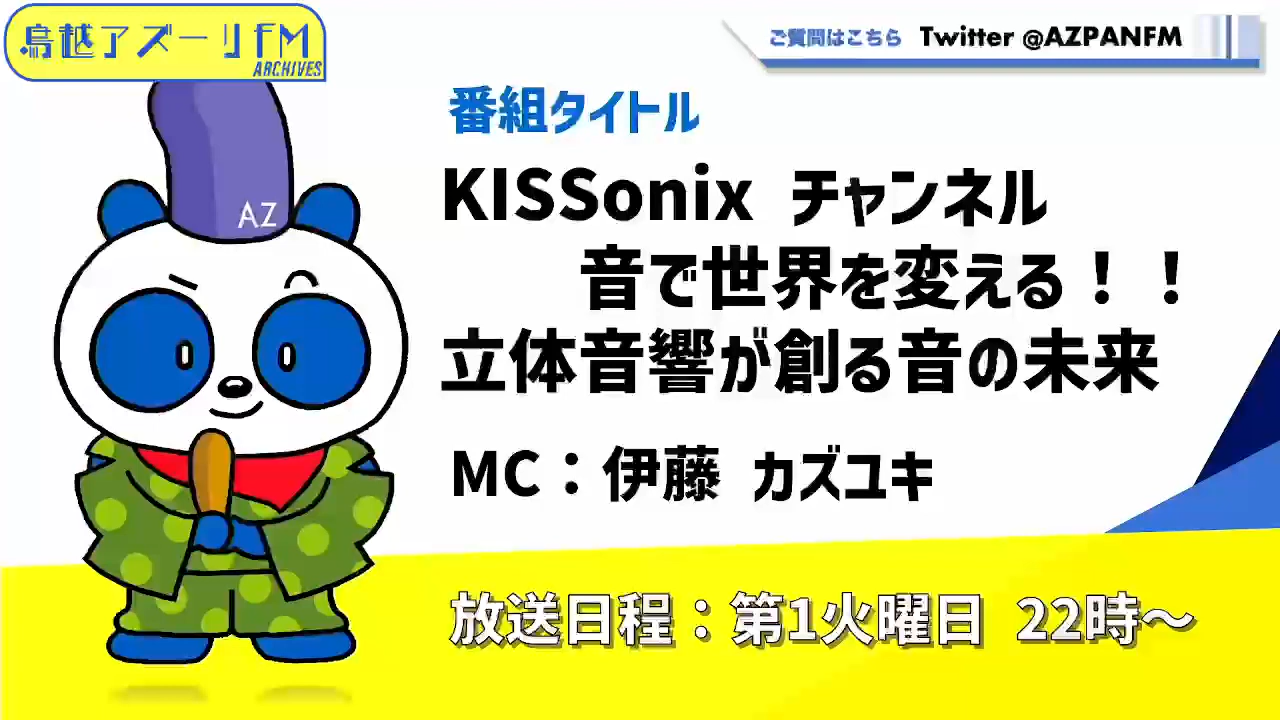 鳥越アズーリFM
ARCHIVES
ご質問はこちら Twitter @AZPANFM
番組タイトル
KISSonix チャンネル
音で世界を変える！！
立体音響が創る音の未来
MC：伊藤 カズユキ
放送日程：第1火曜日 22時～
AZ